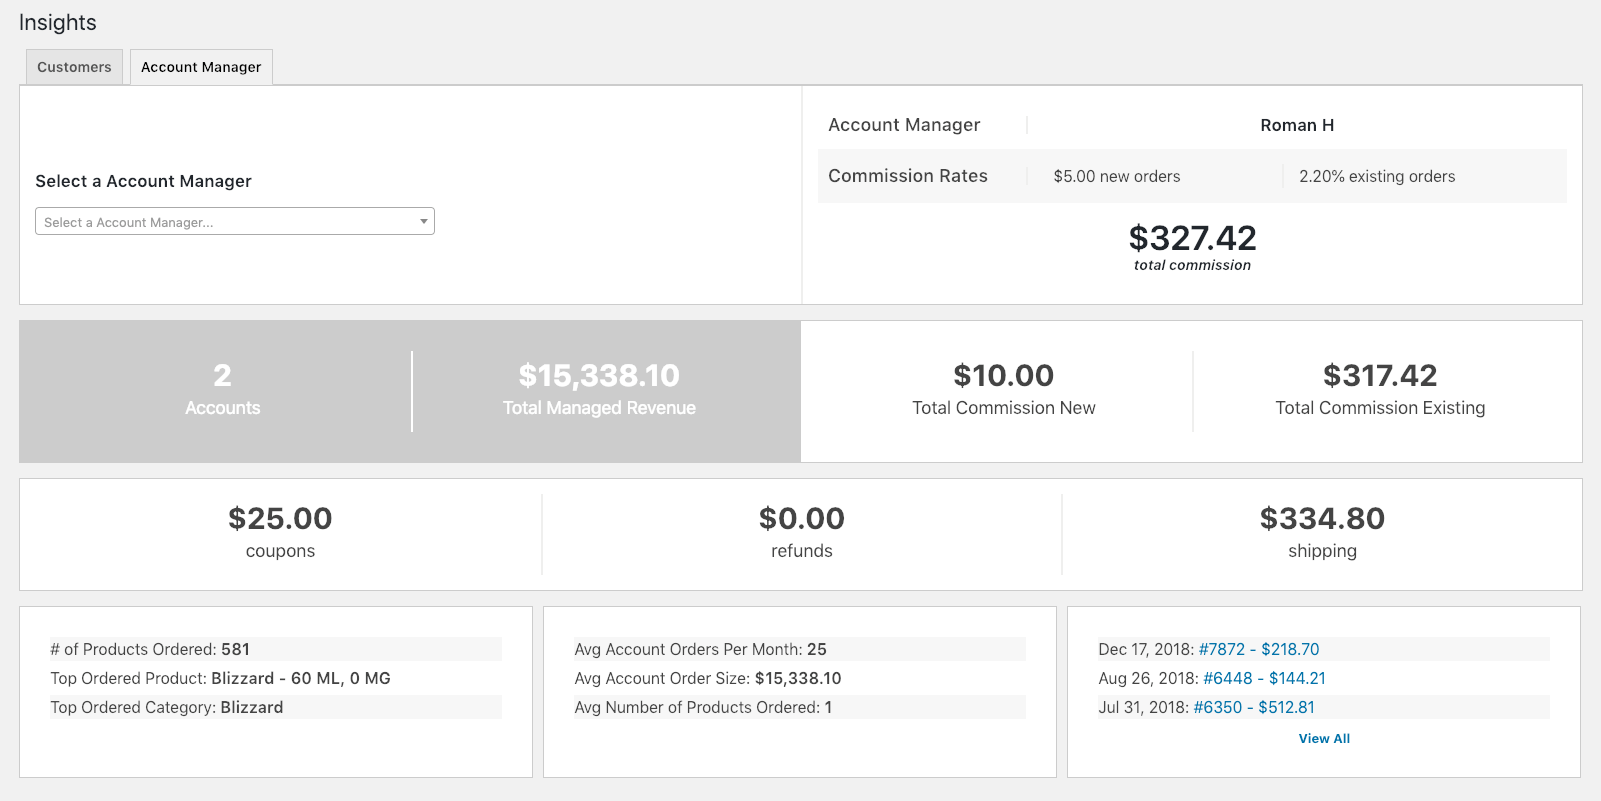 Insights
Customers
Account Manager
Select a Account Manager
Select a Account Manager...
Account Manager
Roman H
Commission Rates
$5.00 new orders
2.20% existing orders
$327.42
total commission
2
Accounts
$15,338.10
Total Managed Revenue
$10.00
Total Commission New
$317.42
Total Commission Existing
$25.00
coupons
$0.00
refunds
$334.80
shipping
# of Products Ordered: 581
Top Ordered Product: Blizzard - 60 ML, 0 MG
Top Ordered Category: Blizzard
Avg Account Orders Per Month: 25
Avg Account Order Size: $15,338.10
Avg Number of Products Ordered: 1
Dec 17, 2018: #7872 - $218.70
Aug 26, 2018: #6448 - $144.21
Jul 31, 2018: #6350 - $512.81
View All